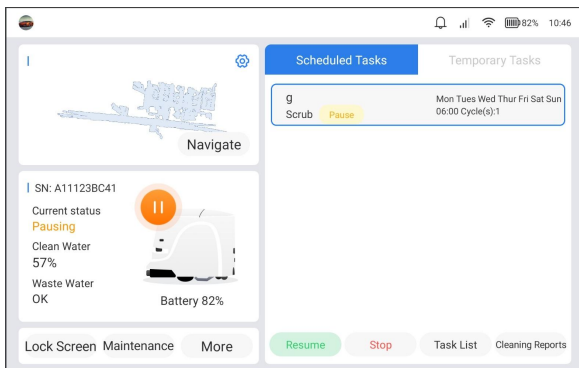 82% 10:46
Navigate
SN: A11123BC41
Current status
Pausing
Clean Water
57%
Waste Water
OK
Battery 82%
Lock Screen Maintenance More
Scheduled Tasks Temporary Tasks
g
Scrub Pause
Mon Tues Wed Thur Fri Sat Sun
06:00 Cycle(s):1
Resume Stop Task List Cleaning Reports